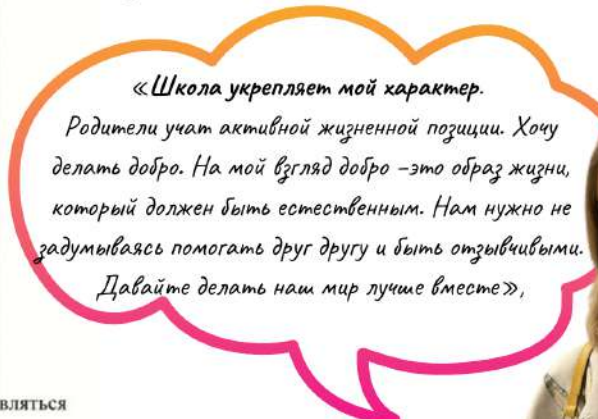 «Школа укрепляет мой характер.
Родители учат активной жизненной позиции. Хочу
делать добро. На мой взгляд добро –это образ жизни,
который должен быть естественным. Нам нужно не
задумываясь помогать друг другу и быть отзывчивыми.
Давайте делать наш мир лучше вместе»,
вляться